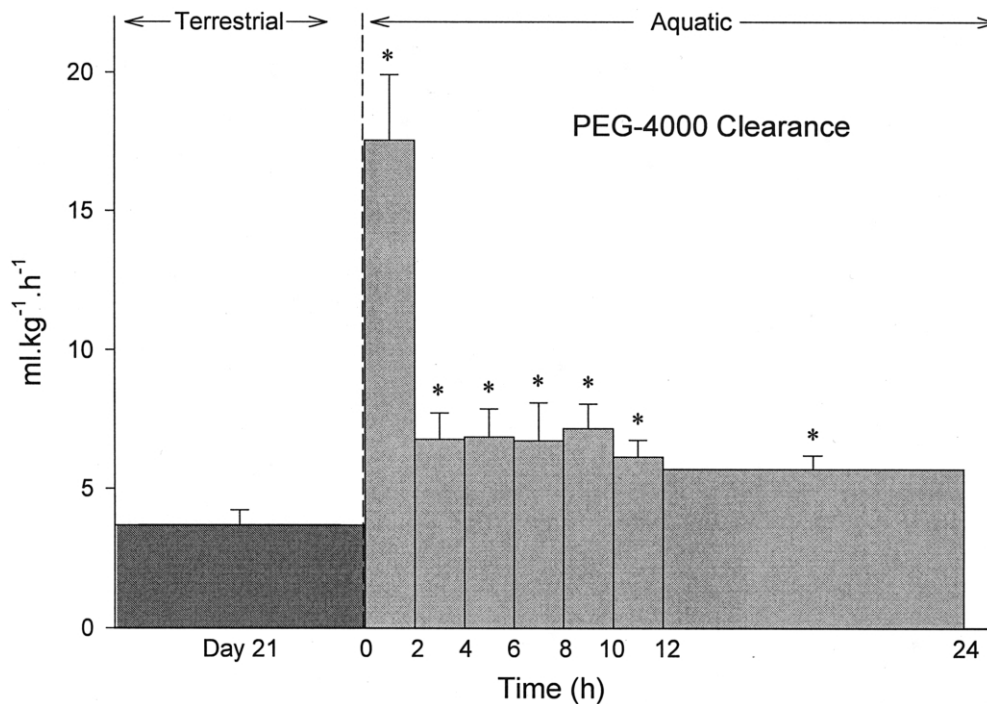 Terrestrial Aquatic
PEG-4000 Clearance
ml.kg⁻¹.h⁻¹
20
15
10
5
0
* * * * * * *
Day 21 0 2 4 6 8 10 12 24
Time (h)